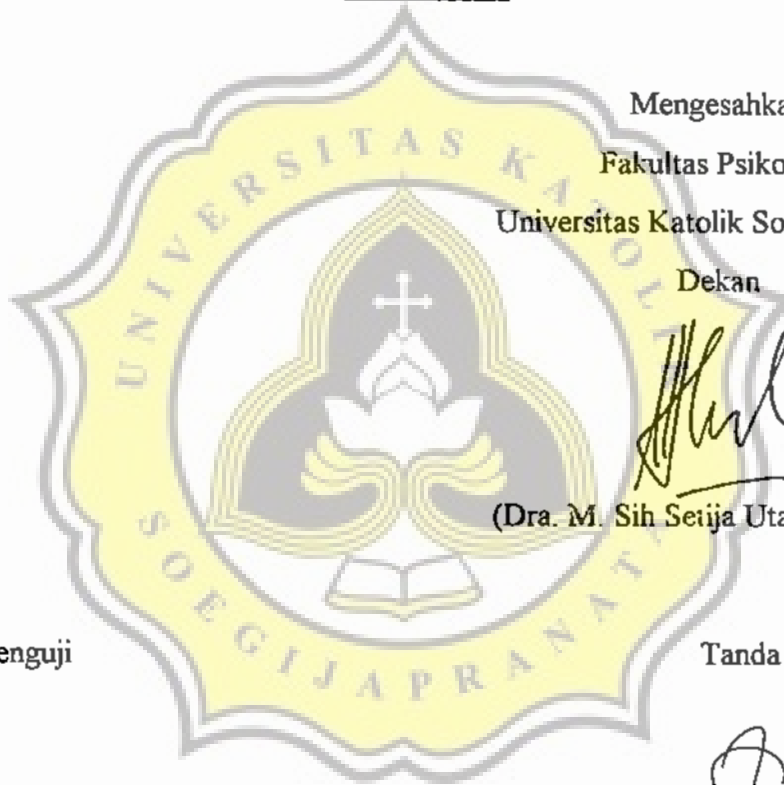 Mengesahka
Fakultas Psiko
Universitas Katolik So
Dekan
(Dra. M. Sih Setija Uta
enguji
Tanda
UNIVERSITAS KATOLIK
SOEGIJAPRANATA